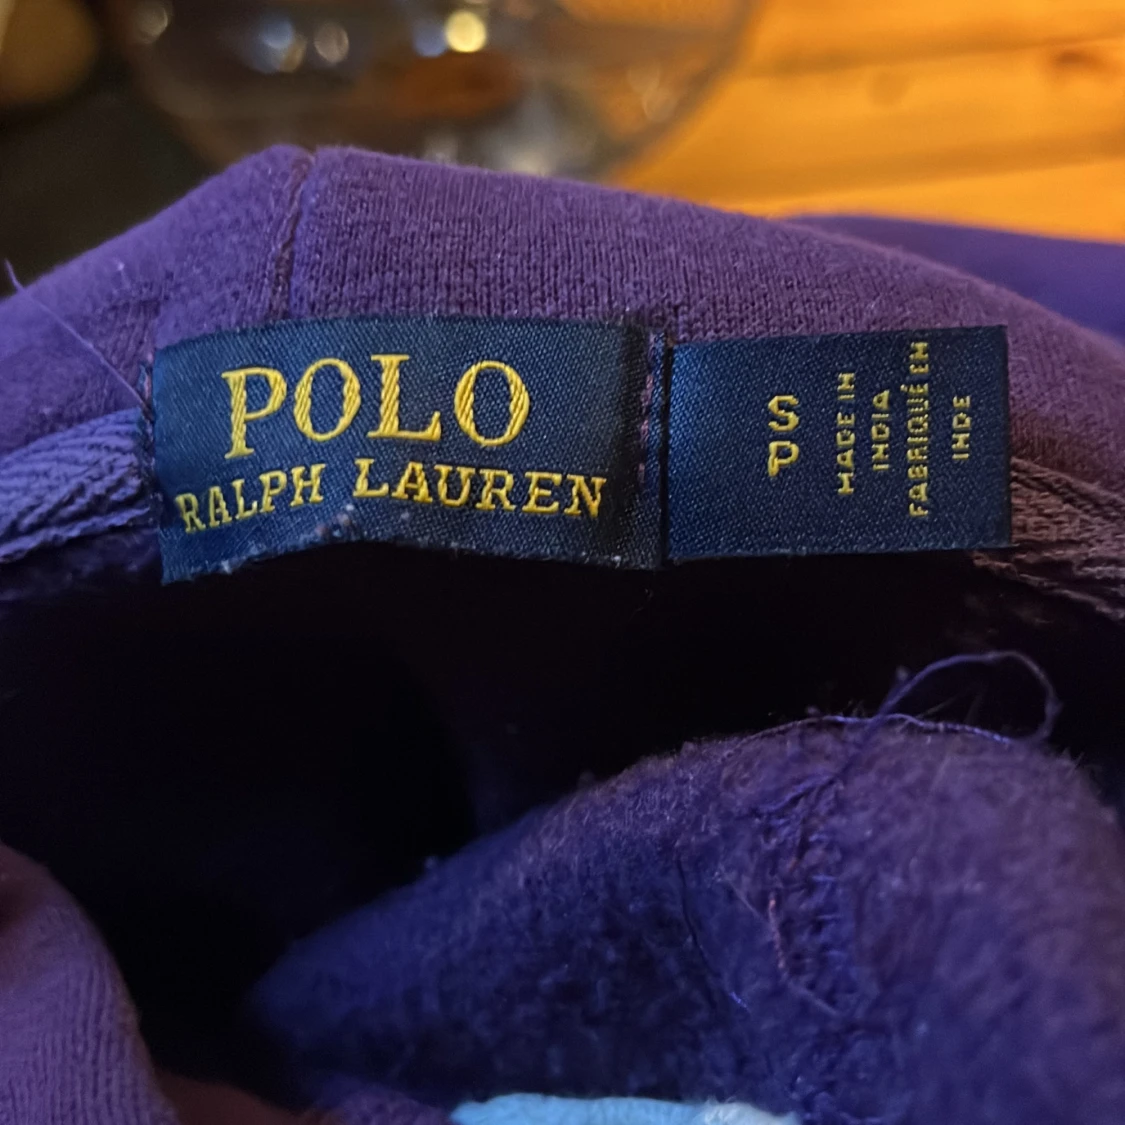 POLO
RALPH LAUREN
S
P
MADE IN
INDIA
FABRIQUÉ EN
INDE